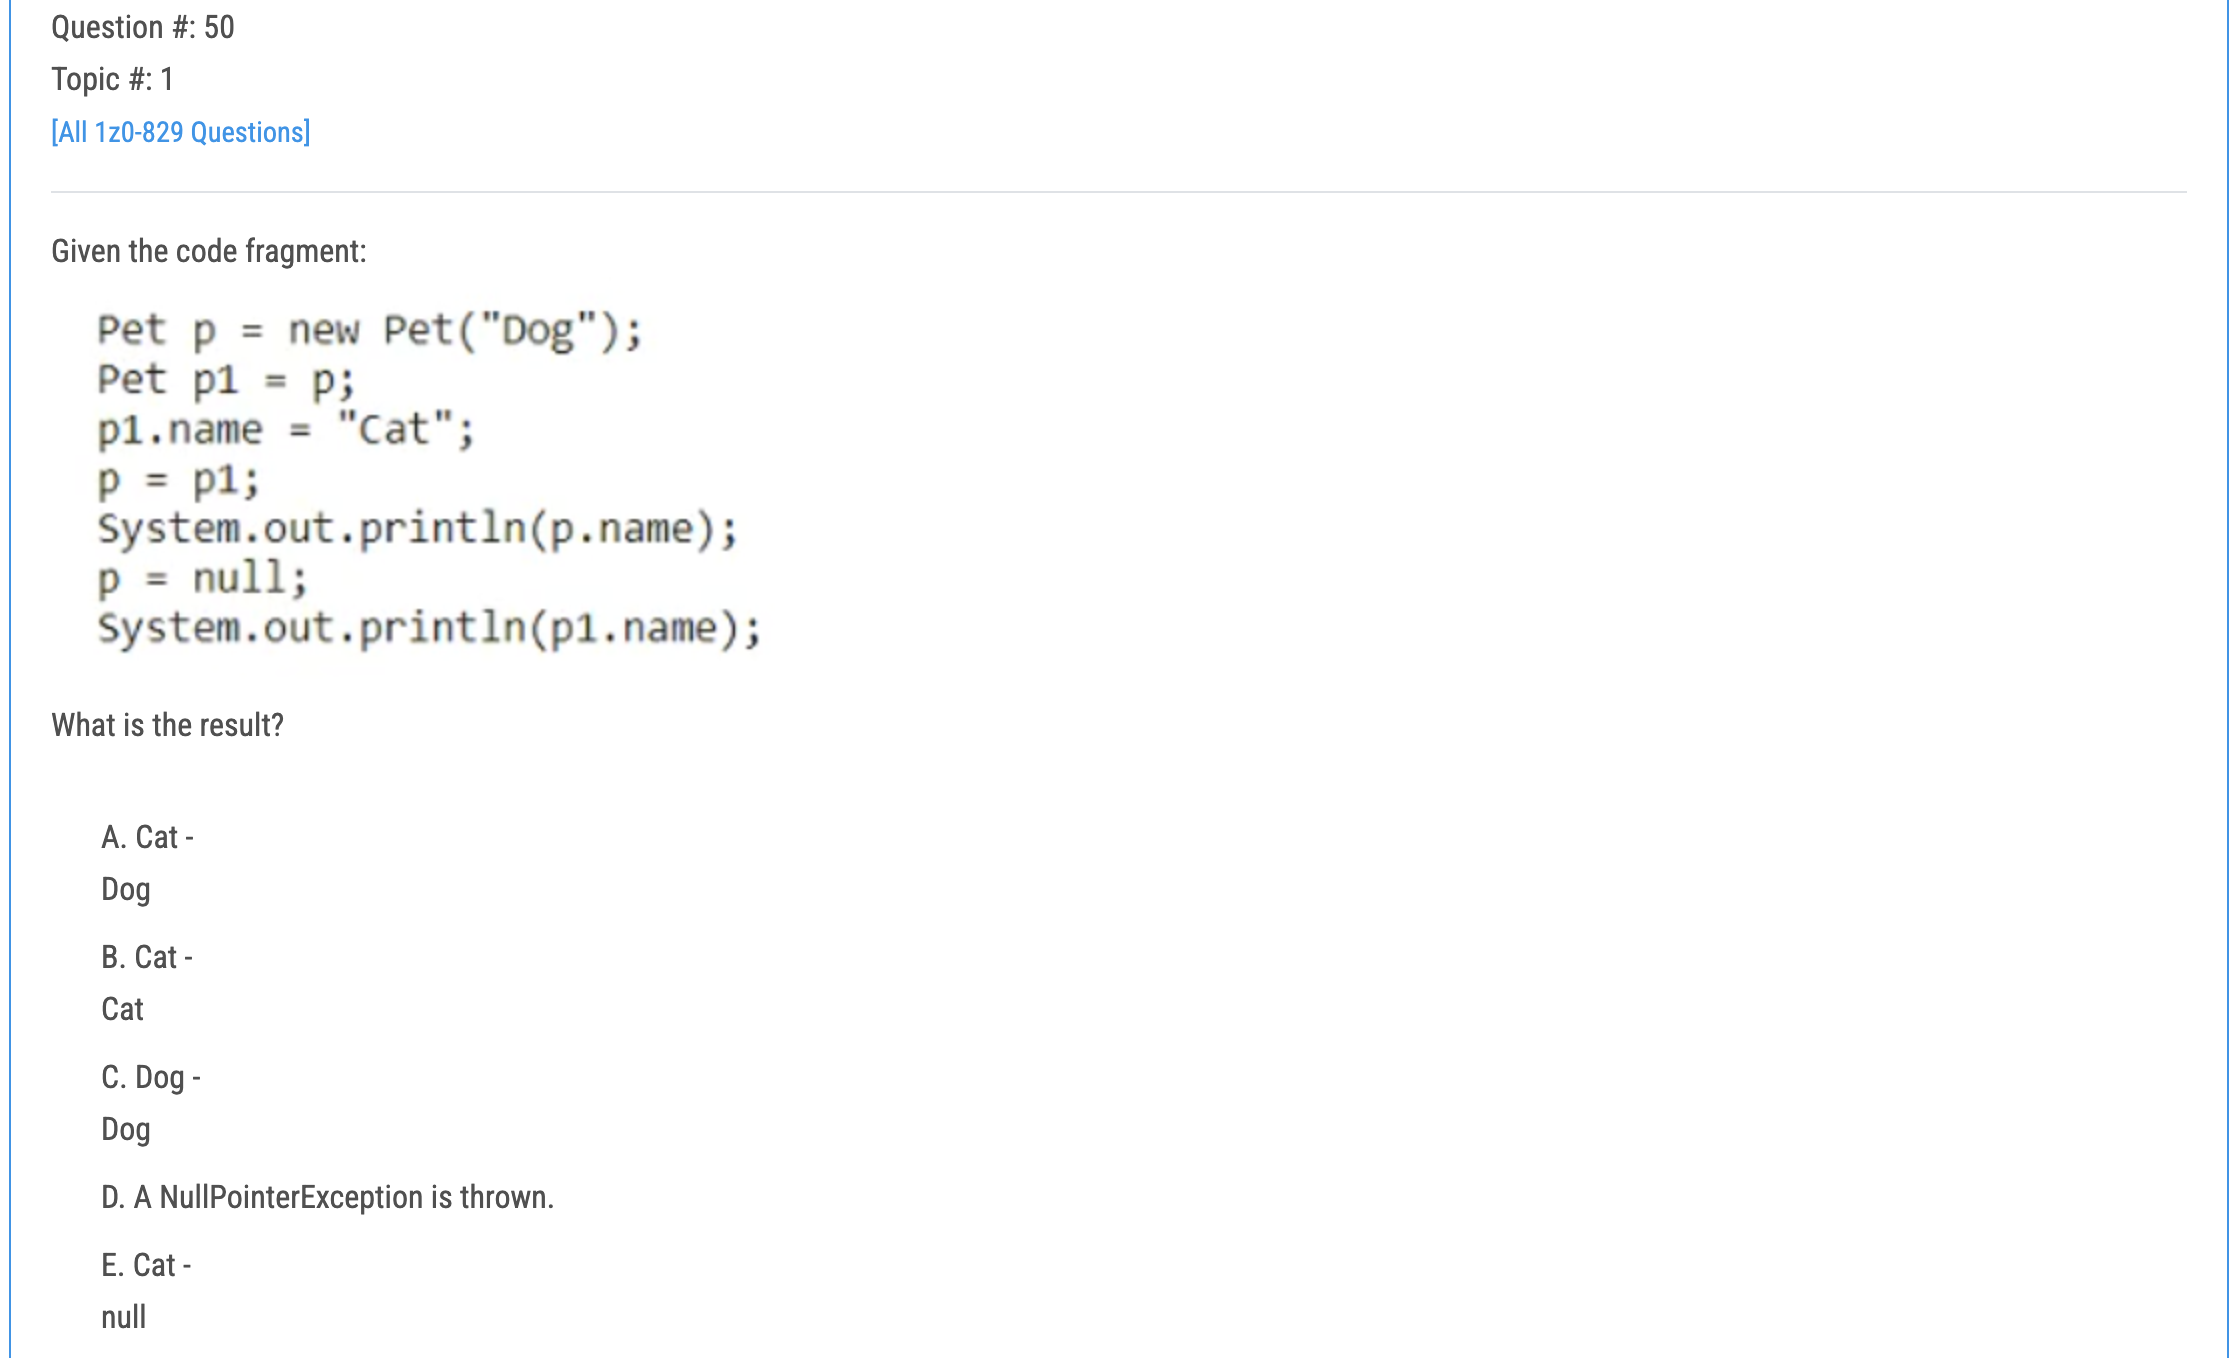 Question #: 50
Topic #: 1
[All 1z0-829 Questions]
Given the code fragment:
Pet p = new Pet("Dog");
Pet p1 = p;
p1.name = "Cat";
p = p1;
System.out.println(p.name);
p = null;
System.out.println(p1.name);
What is the result?
A. Cat -
Dog
B. Cat -
Cat
C. Dog -
Dog
D. A NullPointerException is thrown.
E. Cat -
null